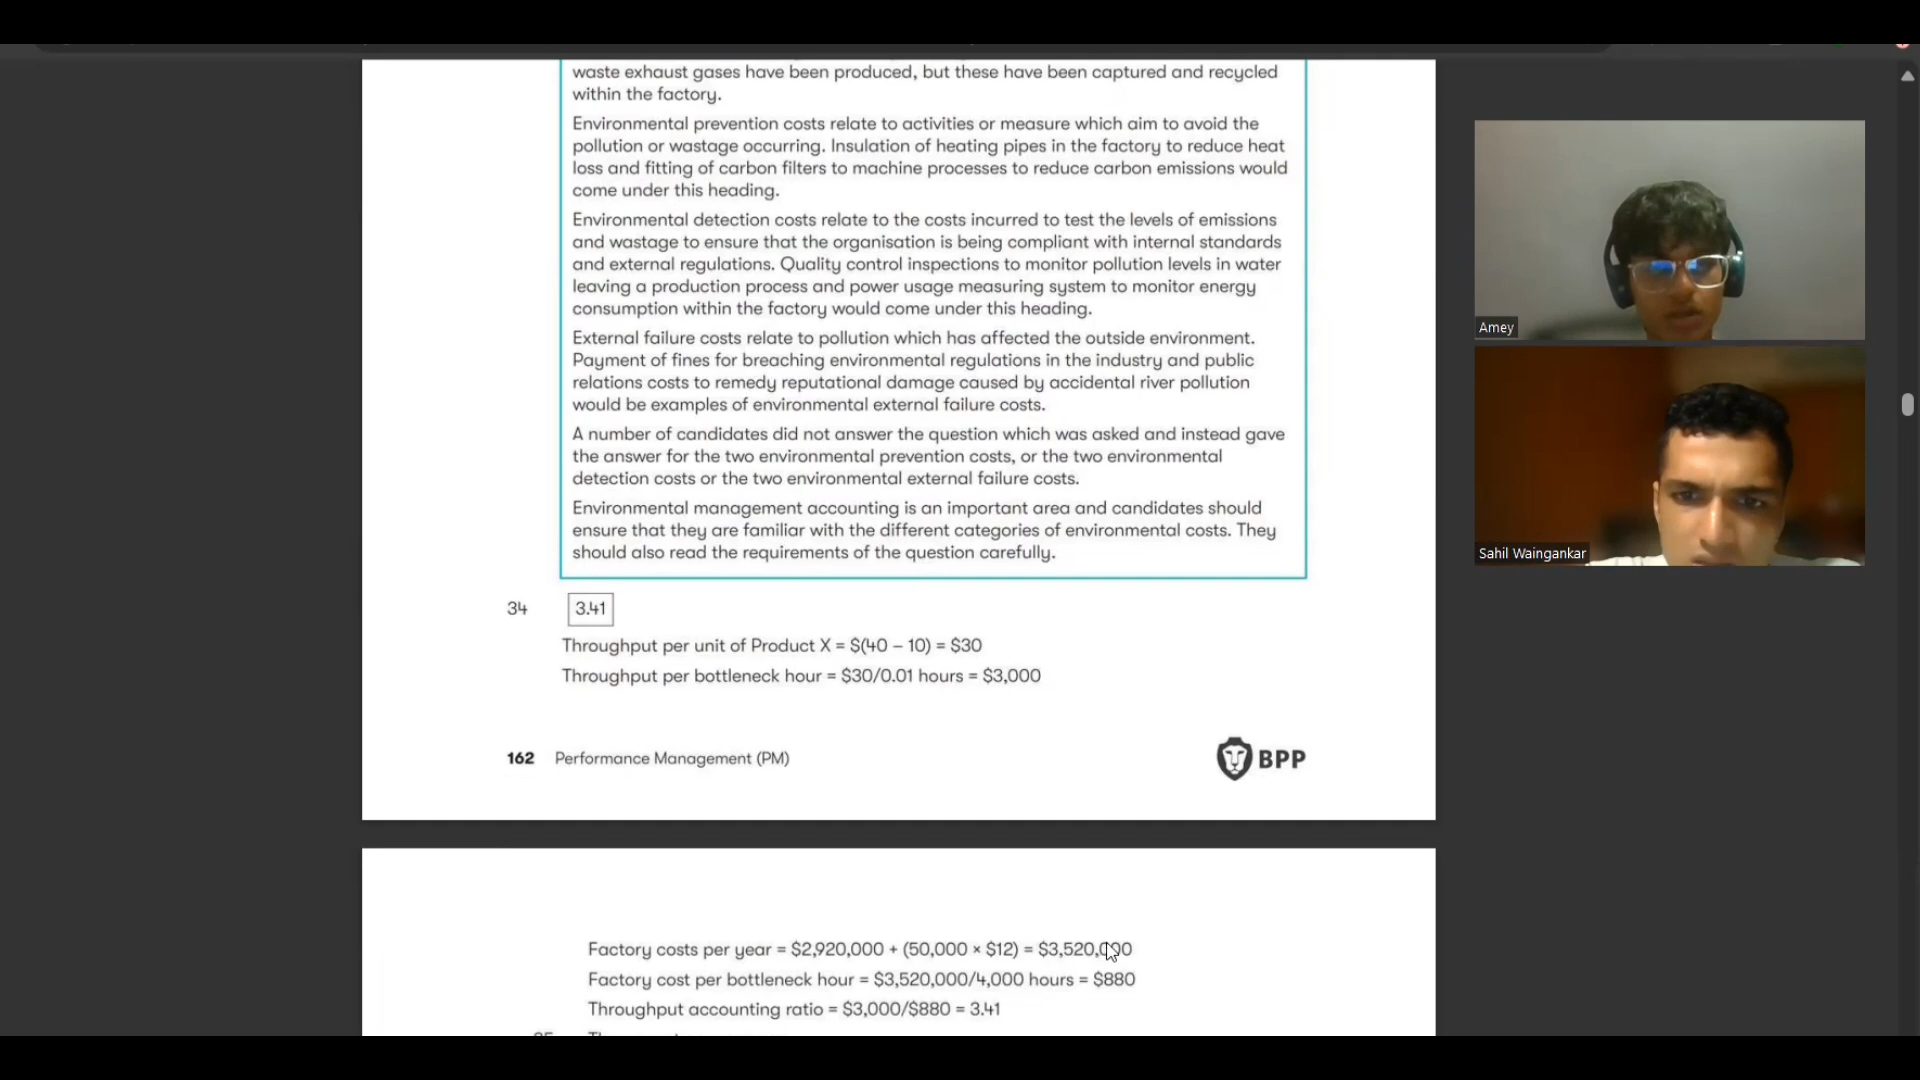 waste exhaust gases have been produced, but these have been captured and recycled
within the factory.
Environmental prevention costs relate to activities or measure which aim to avoid the
pollution or wastage occurring. Insulation of heating pipes in the factory to reduce heat
loss and fitting of carbon filters to machine processes to reduce carbon emissions would
come under this heading.
Environmental detection costs relate to the costs incurred to test the levels of emissions
and wastage to ensure that the organisation is being compliant with internal standards
and external regulations. Quality control inspections to monitor pollution levels in water
leaving a production process and power usage measuring system to monitor energy
consumption within the factory would come under this heading.
External failure costs relate to pollution which has affected the outside environment.
Payment of fines for breaching environmental regulations in the industry and public
relations costs to remedy reputational damage caused by accidental river pollution
would be examples of environmental external failure costs.
A number of candidates did not answer the question which was asked and instead gave
the answer for the two environmental prevention costs, or the two environmental
detection costs or the two environmental external failure costs.
Environmental management accounting is an important area and candidates should
ensure that they are familiar with the different categories of environmental costs. They
should also read the requirements of the question carefully.
34 3.41
Throughput per unit of Product X = $(40 – 10) = $30
Throughput per bottleneck hour = $30/0.01 hours = $3,000
162 Performance Management (PM)
BPP
Factory costs per year = $2,920,000 + (50,000 × $12) = $3,520,000
Factory cost per bottleneck hour = $3,520,000/4,000 hours = $880
Throughput accounting ratio = $3,000/$880 = 3.41
Amey
Sahil Waingankar